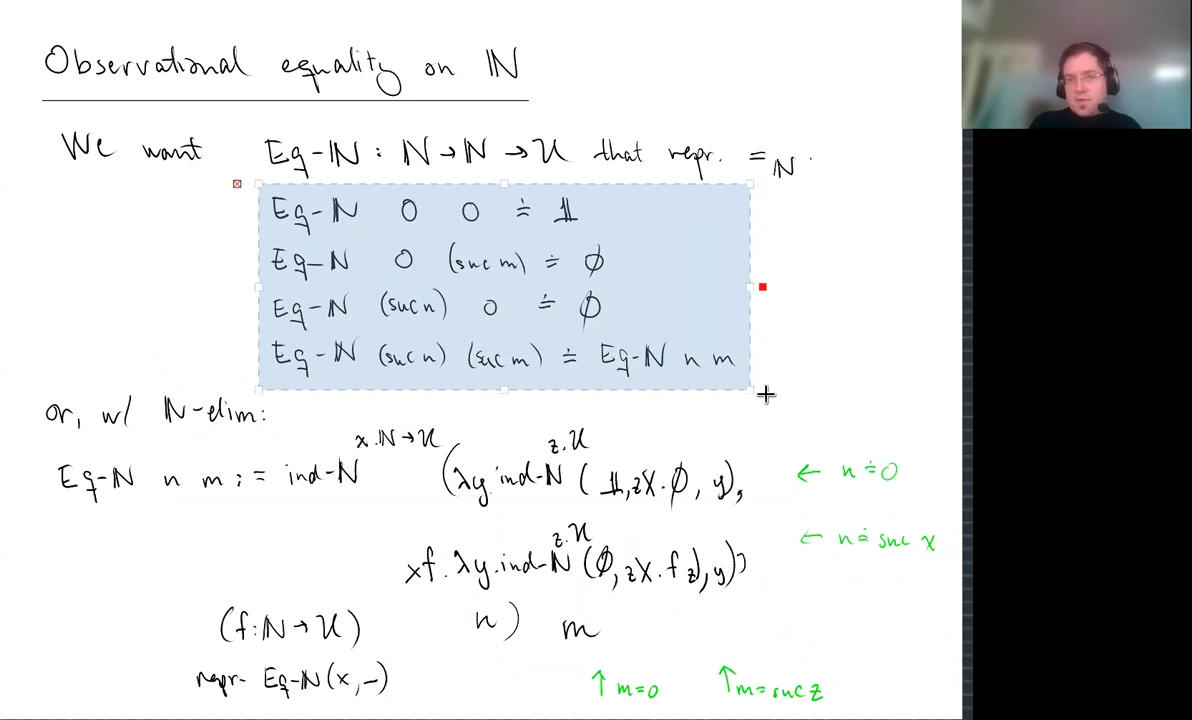 Observational equality on ℕ
We want Eq-ℕ : ℕ → ℕ → 𝒰 that repr. =ℕ.
Eq-ℕ 0 0 ≐ 𝟙
Eq-ℕ 0 (suc m) ≐ ∅
Eq-ℕ (suc n) 0 ≐ ∅
Eq-ℕ (suc n) (suc m) ≐ Eq-ℕ n m
or, w/ ℕ-elim:
x.ℕ→𝒰 z.𝒰
Eq-ℕ n m := ind-ℕ (λy.ind-ℕ (𝟙, zX.∅, y), ← n ≐ 0
z.𝒰 ← n ≐ suc x
xf.λy.ind-ℕ (∅, zX.f z), y))
(f:ℕ→𝒰) n) m
repr- Eq-ℕ(x,-)
↑ m=0 ↑ m=suc z